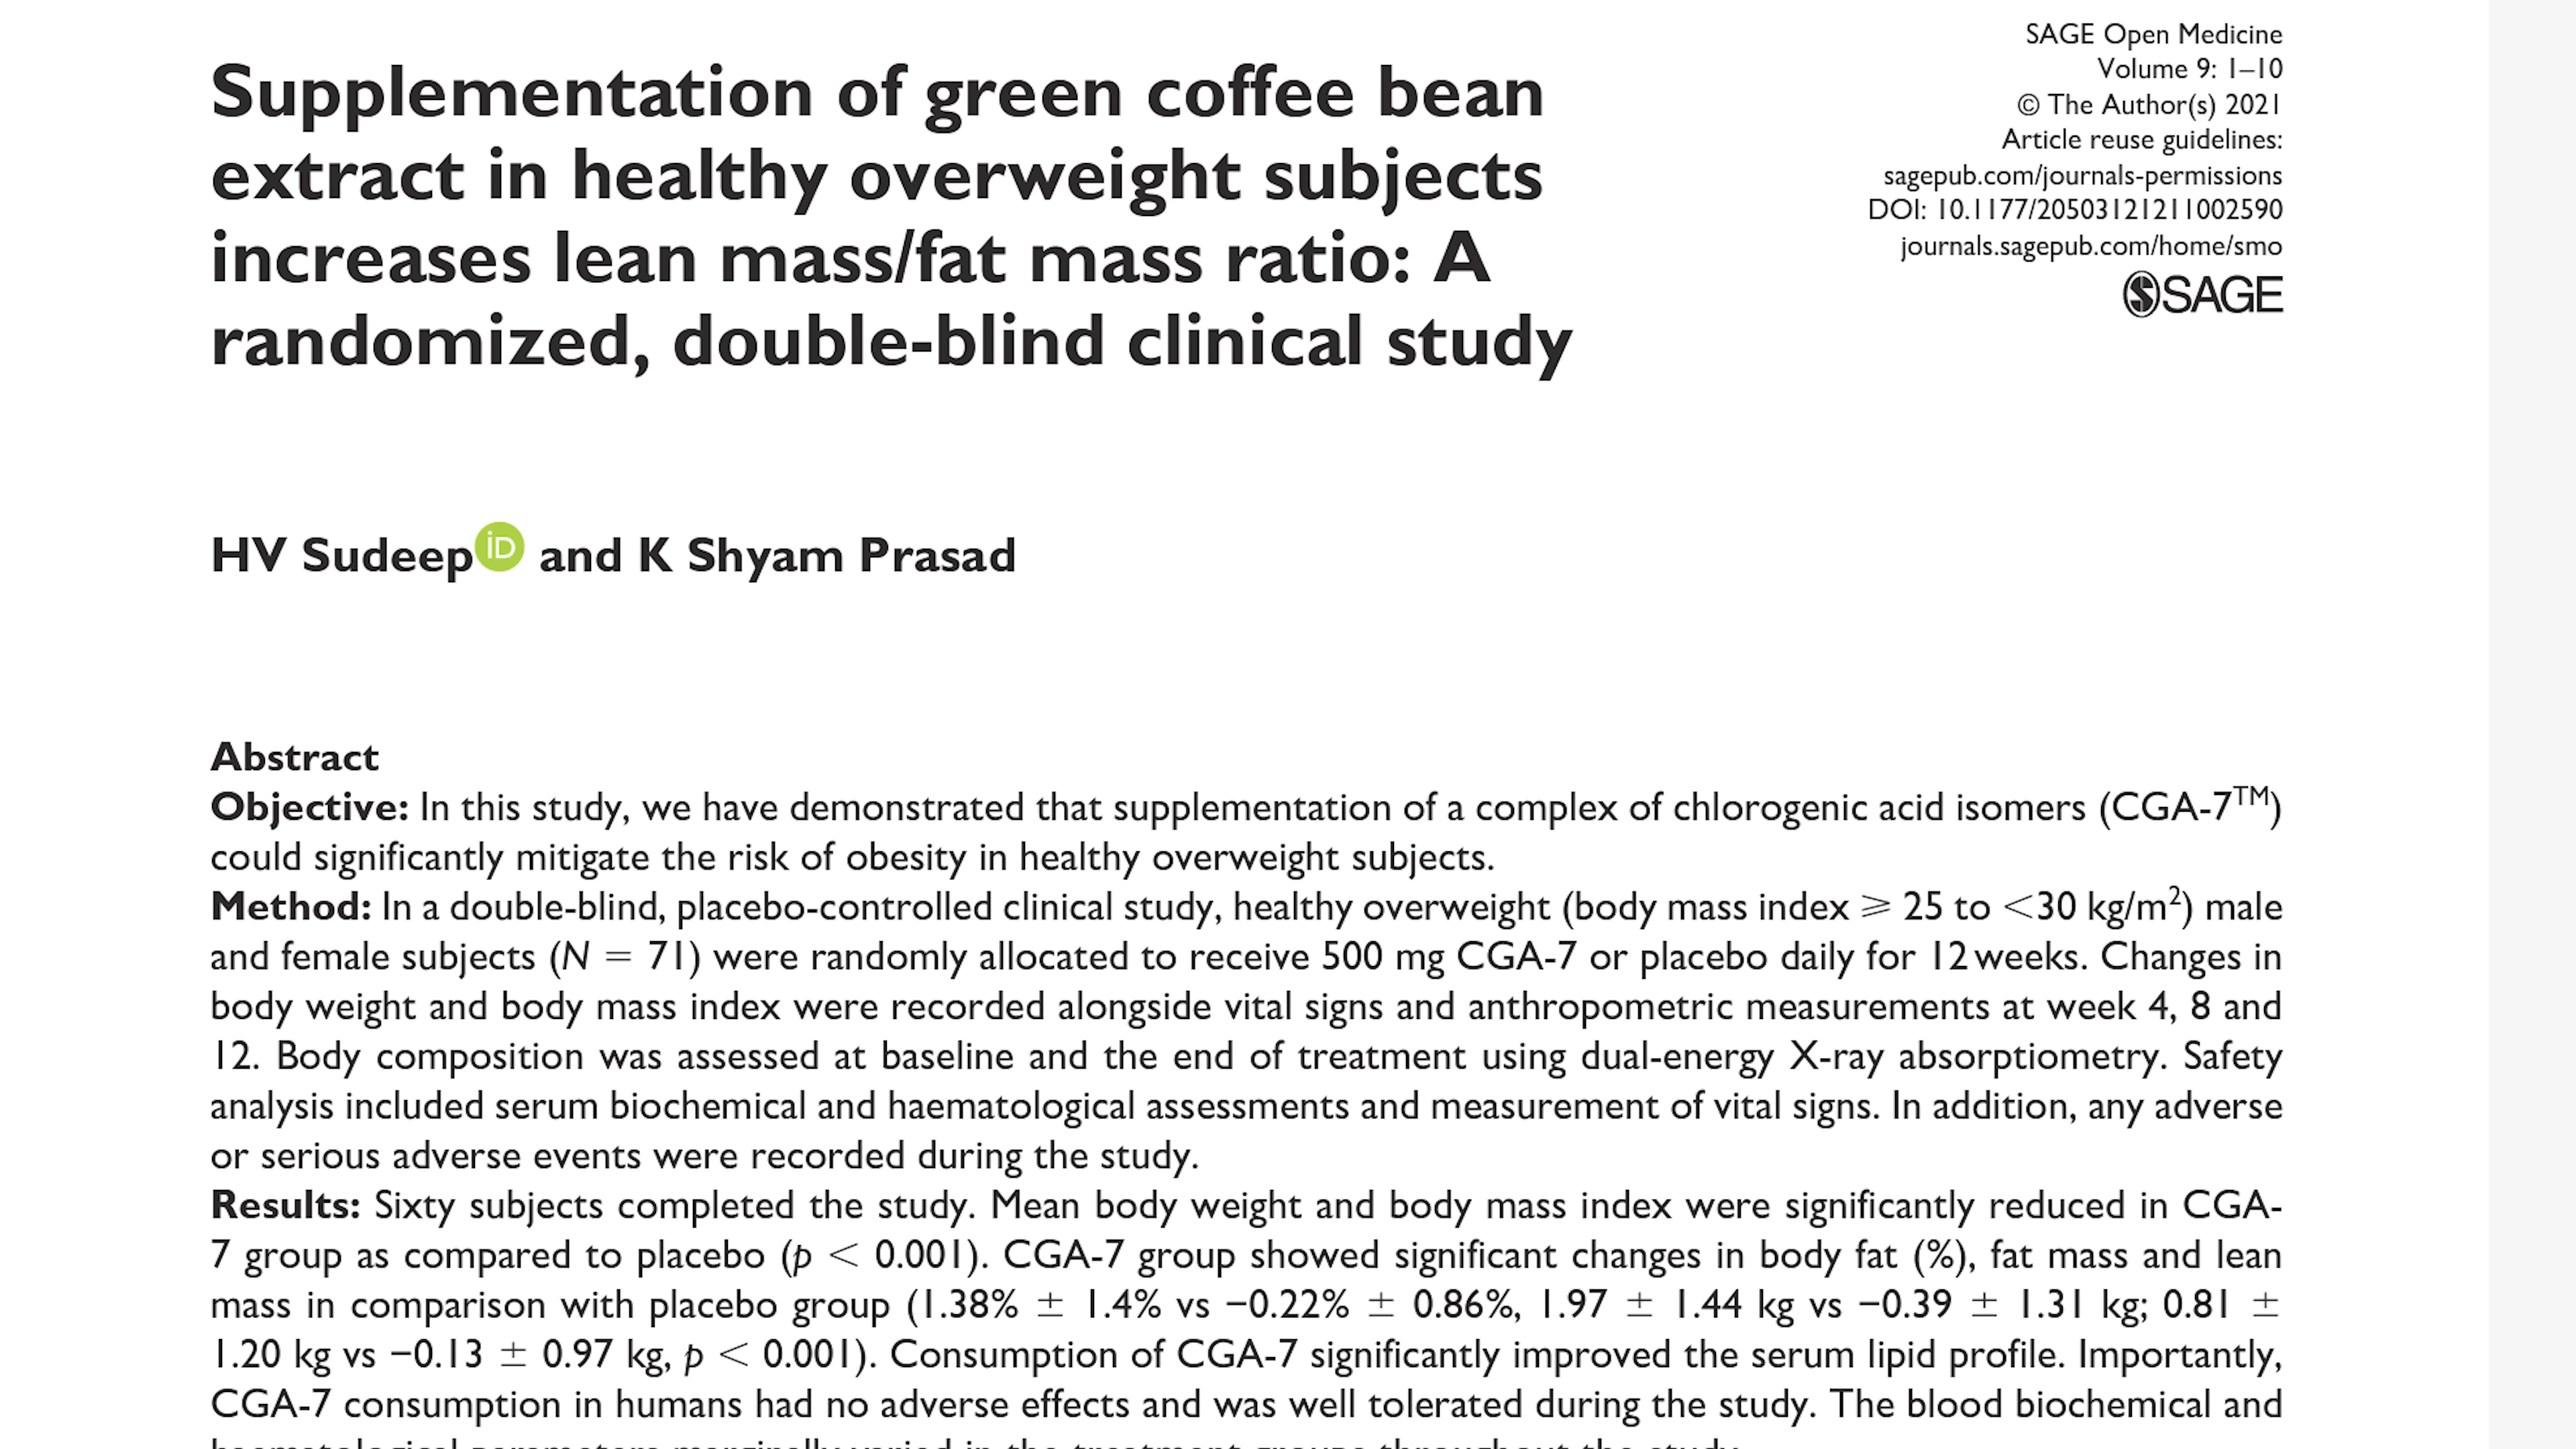 SAGE Open Medicine
Volume 9: 1–10
© The Author(s) 2021
Article reuse guidelines:
sagepub.com/journals-permissions
DOI: 10.1177/20503121211002590
journals.sagepub.com/home/smo
SAGE
Supplementation of green coffee bean
extract in healthy overweight subjects
increases lean mass/fat mass ratio: A
randomized, double-blind clinical study
HV Sudeep iD and K Shyam Prasad
Abstract
Objective: In this study, we have demonstrated that supplementation of a complex of chlorogenic acid isomers (CGA-7™)
could significantly mitigate the risk of obesity in healthy overweight subjects.
Method: In a double-blind, placebo-controlled clinical study, healthy overweight (body mass index ⩾ 25 to <30 kg/m²) male
and female subjects (N = 71) were randomly allocated to receive 500 mg CGA-7 or placebo daily for 12 weeks. Changes in
body weight and body mass index were recorded alongside vital signs and anthropometric measurements at week 4, 8 and
12. Body composition was assessed at baseline and the end of treatment using dual-energy X-ray absorptiometry. Safety
analysis included serum biochemical and haematological assessments and measurement of vital signs. In addition, any adverse
or serious adverse events were recorded during the study.
Results: Sixty subjects completed the study. Mean body weight and body mass index were significantly reduced in CGA-
7 group as compared to placebo (p < 0.001). CGA-7 group showed significant changes in body fat (%), fat mass and lean
mass in comparison with placebo group (1.38% ± 1.4% vs −0.22% ± 0.86%, 1.97 ± 1.44 kg vs −0.39 ± 1.31 kg; 0.81 ±
1.20 kg vs −0.13 ± 0.97 kg, p < 0.001). Consumption of CGA-7 significantly improved the serum lipid profile. Importantly,
CGA-7 consumption in humans had no adverse effects and was well tolerated during the study. The blood biochemical and
haematological parameters marginally varied in the treatment groups throughout the study.